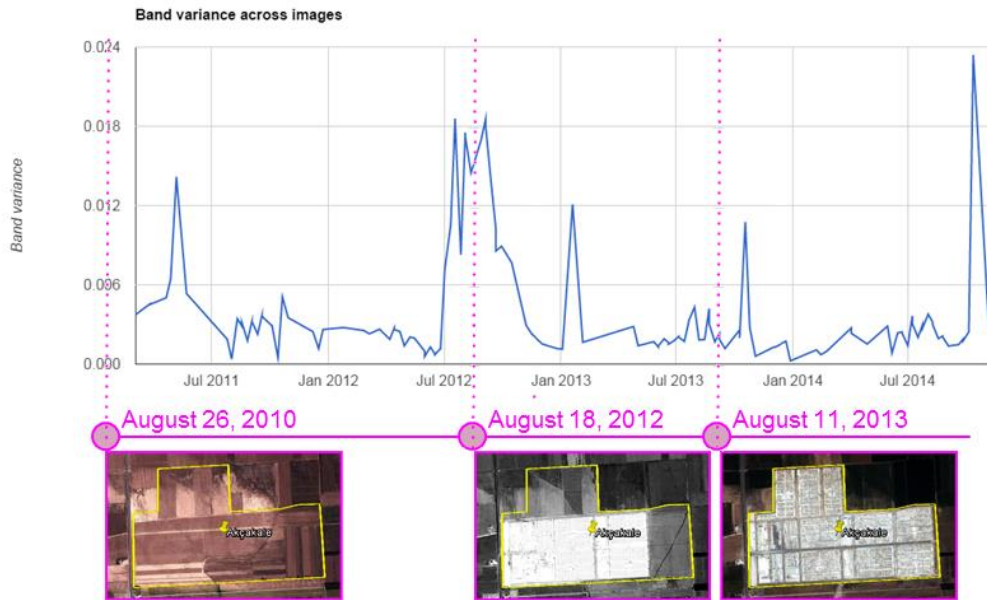 Band variance across images
Band variance
0.024
0.018
0.012
0.006
0.000
Jul 2011
Jan 2012
Jul 2012
Jan 2013
Jul 2013
Jan 2014
Jul 2014
August 26, 2010
August 18, 2012
August 11, 2013
Akçakale
Akçakale
Akçakale